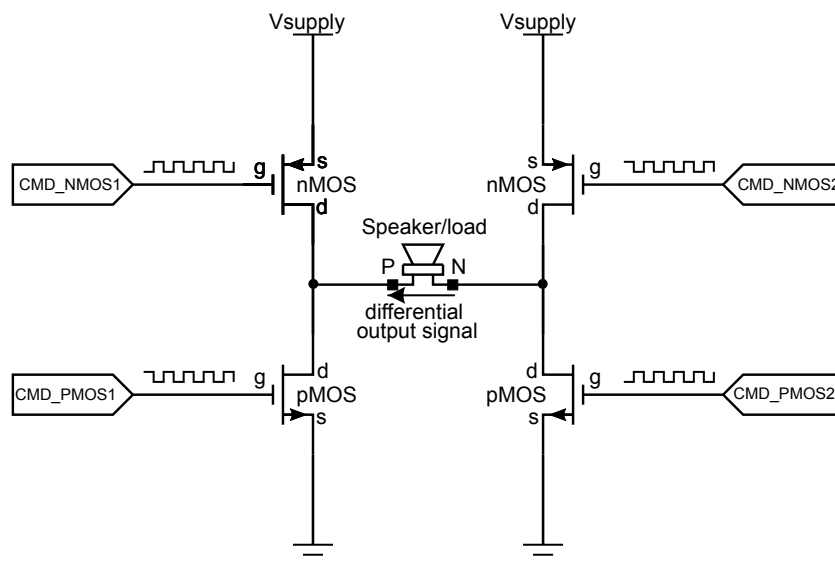 Vsupply Vsupply
CMD_NMOS1 g s nMOS d
s g nMOS d CMD_NMOS2
Speaker/load
P N
differential
output signal
CMD_PMOS1 g d pMOS s
d g pMOS s CMD_PMOS2